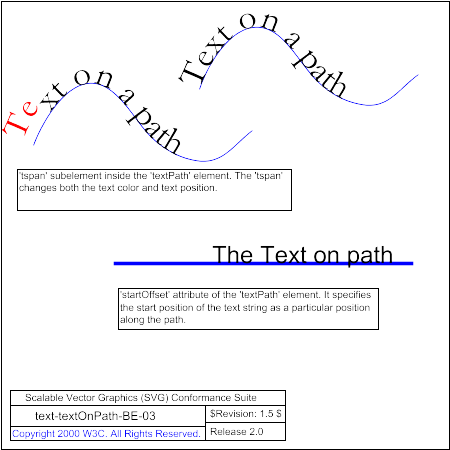 Text on a path
Text on a path
'tspan' subelement inside the 'textPath' element. The 'tspan'
changes both the text color and text position.
The Text on path
'startOffset' attribute of the 'textPath' element. It specifies
the start position of the text string as a particular position
along the path.
Scalable Vector Graphics (SVG) Conformance Suite
text-textOnPath-BE-03
$Revision: 1.5 $
Copyright 2000 W3C. All Rights Reserved.
Release 2.0